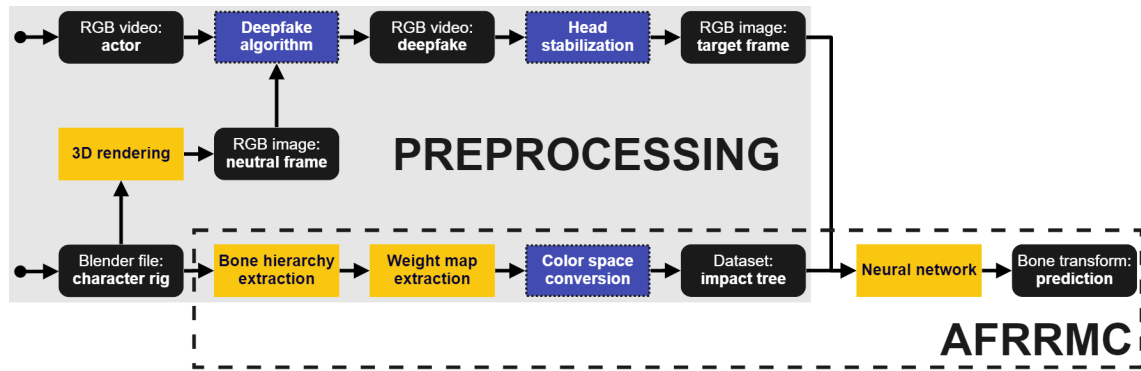 RGB video:
actor
Deepfake
algorithm
RGB video:
deepfake
Head
stabilization
RGB image:
target frame
3D rendering
RGB image:
neutral frame
PREPROCESSING
Blender file:
character rig
Bone hierarchy
extraction
Weight map
extraction
Color space
conversion
Dataset:
impact tree
Neural network
Bone transform:
prediction
AFRRMC